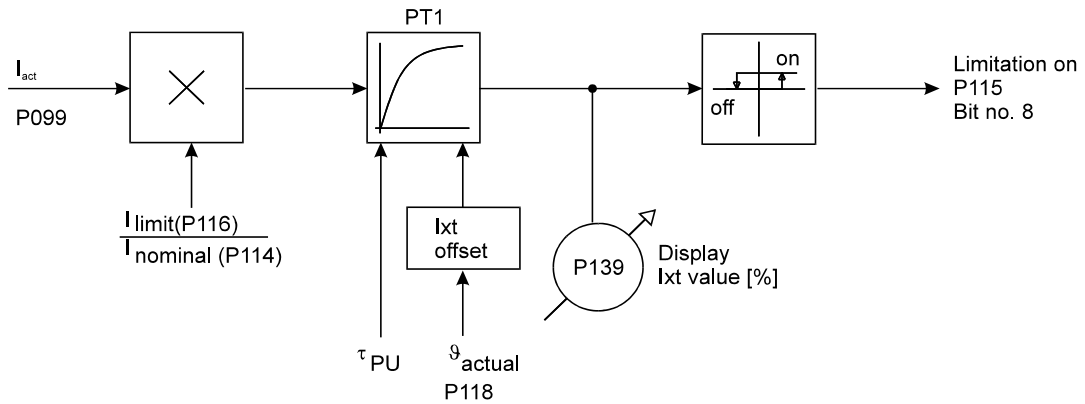 PT1
I act
P099
on
off
Limitation on
P115
Bit no. 8
I limit(P116)
I nominal (P114)
Ixt
offset
P139
Display
Ixt value [%]
τ PU
ϑ actual
P118